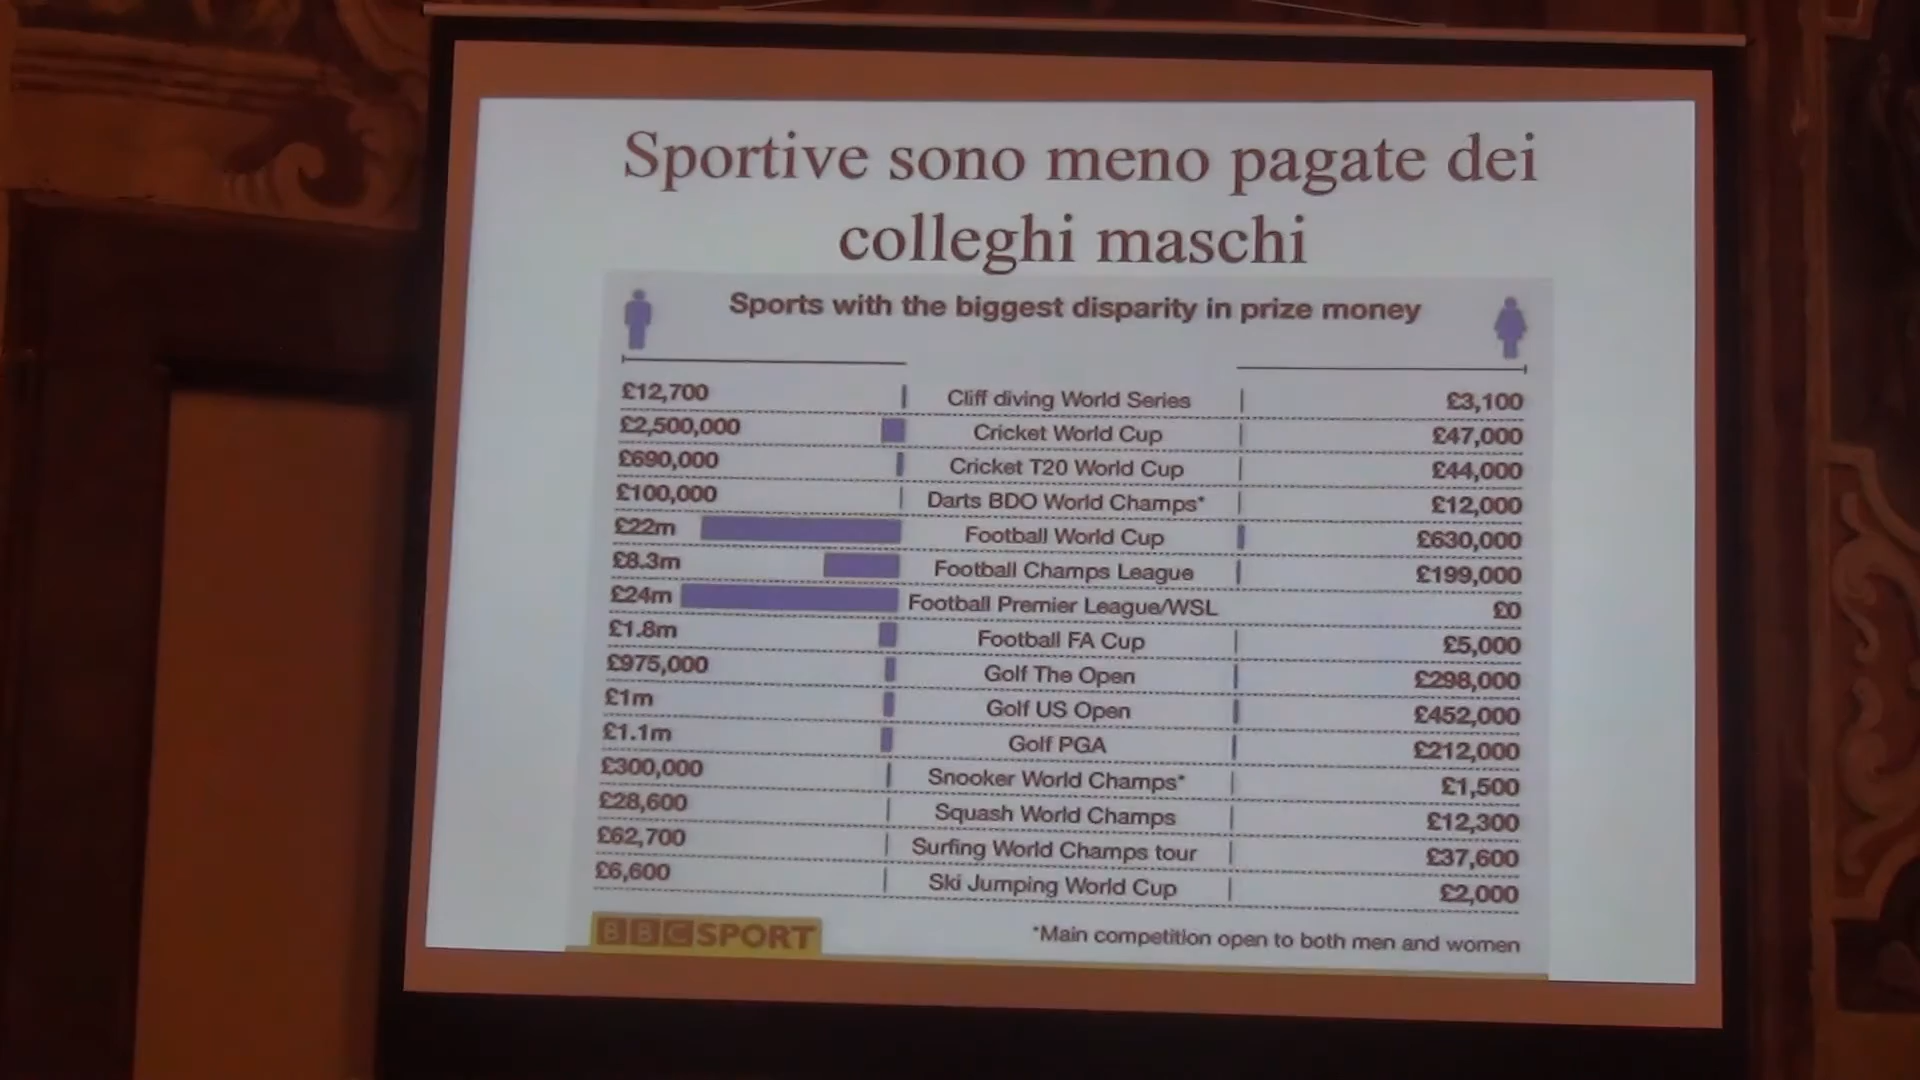 Sportive sono meno pagate dei
colleghi maschi
Sports with the biggest disparity in prize money
£12,700 Cliff diving World Series £3,100
£2,500,000 Cricket World Cup £47,000
£690,000 Cricket T20 World Cup £44,000
£100,000 Darts BDO World Champs* £12,000
£22m Football World Cup £630,000
£8.3m Football Champs League £199,000
£24m Football Premier League/WSL £0
£1.8m Football FA Cup £5,000
£975,000 Golf The Open £298,000
£1m Golf US Open £452,000
£1.1m Golf PGA £212,000
£300,000 Snooker World Champs* £1,500
£28,600 Squash World Champs £12,300
£62,700 Surfing World Champs tour £37,600
£6,600 Ski Jumping World Cup £2,000
BBC SPORT *Main competition open to both men and women